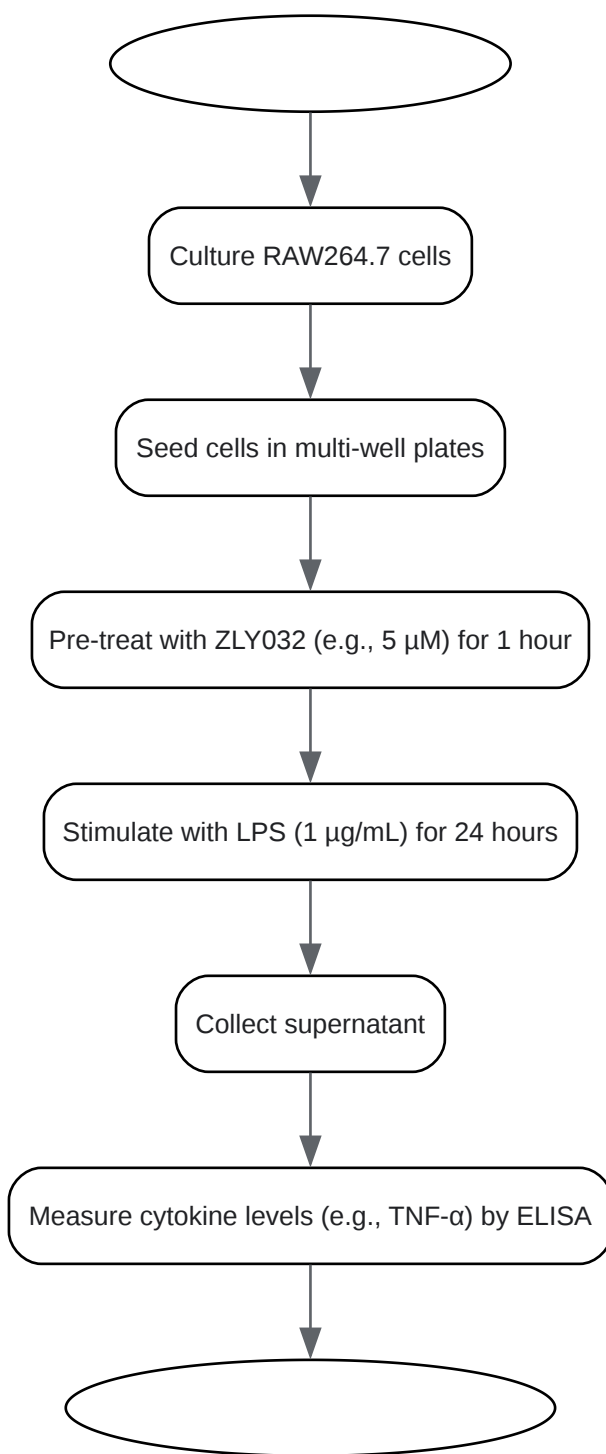 Culture RAW264.7 cells
Seed cells in multi-well plates
Pre-treat with ZLY032 (e.g., 5 µM) for 1 hour
Stimulate with LPS (1 µg/mL) for 24 hours
Collect supernatant
Measure cytokine levels (e.g., TNF-α) by ELISA